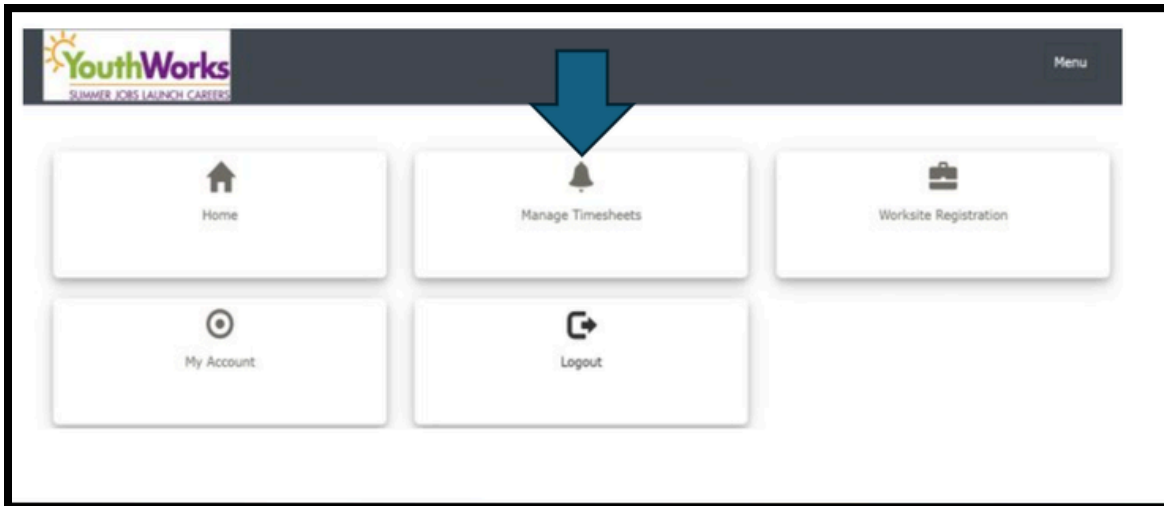 YouthWorks
SUMMER JOBS LAUNCH CAREERS
Menu
Home
Manage Timesheets
Worksite Registration
My Account
Logout